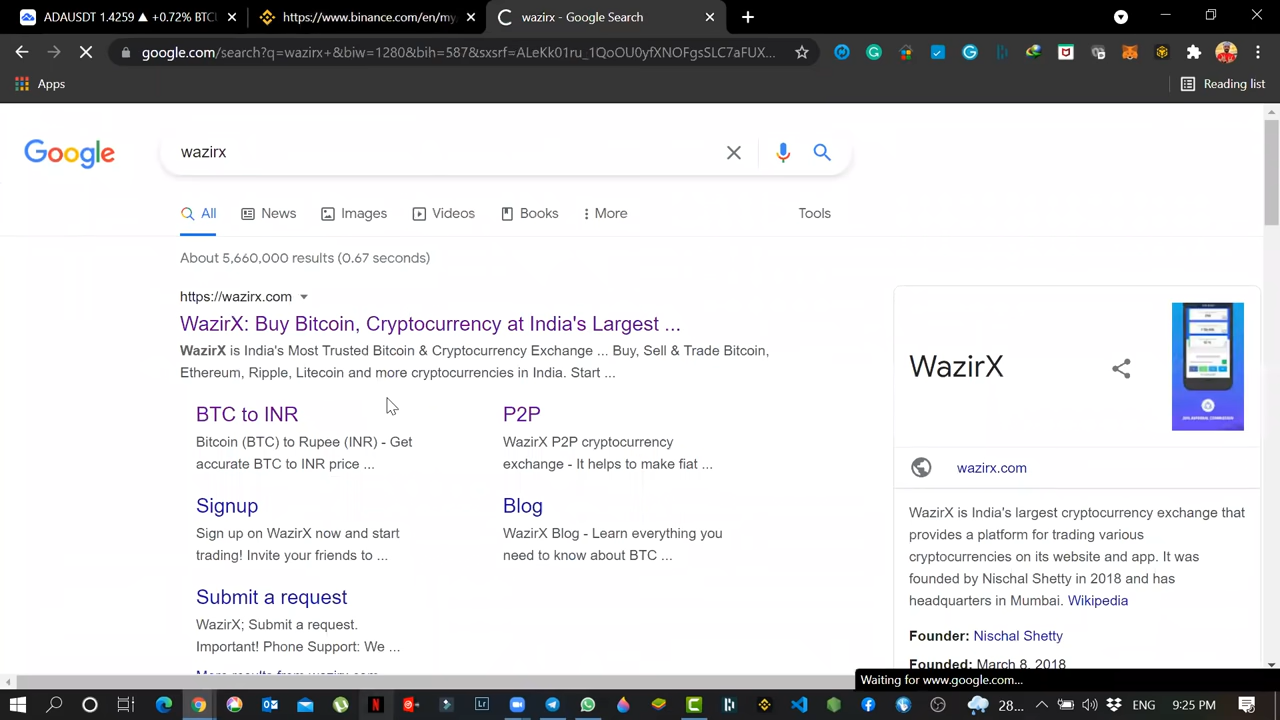 ADAUSDT 1.4259 ▲ +0.72% BTC
https://www.binance.com/en/my
wazirx - Google Search
google.com/search?q=wazirx+&biw=1280&bih=587&sxsrf=ALeKk01ru_1QoOU0yfXNOFgsSLC7aFUX...
Apps
Reading list
Google
wazirx
All
News
Images
Videos
Books
More
Tools
About 5,660,000 results (0.67 seconds)
https://wazirx.com
WazirX: Buy Bitcoin, Cryptocurrency at India's Largest ...
WazirX is India's Most Trusted Bitcoin & Cryptocurrency Exchange ... Buy, Sell & Trade Bitcoin,
Ethereum, Ripple, Litecoin and more cryptocurrencies in India. Start ...
BTC to INR
Bitcoin (BTC) to Rupee (INR) - Get
accurate BTC to INR price ...
P2P
WazirX P2P cryptocurrency
exchange - It helps to make fiat ...
Signup
Sign up on WazirX now and start
trading! Invite your friends to ...
Blog
WazirX Blog - Learn everything you
need to know about BTC ...
Submit a request
WazirX; Submit a request.
Important! Phone Support: We ...
More results from wazirx.com
WazirX
wazirx.com
WazirX is India's largest cryptocurrency exchange that
provides a platform for trading various
cryptocurrencies on its website and app. It was
founded by Nischal Shetty in 2018 and has
headquarters in Mumbai. Wikipedia
Founder: Nischal Shetty
Founded: March 8, 2018
Waiting for www.google.com...
28...
ENG
9:25 PM